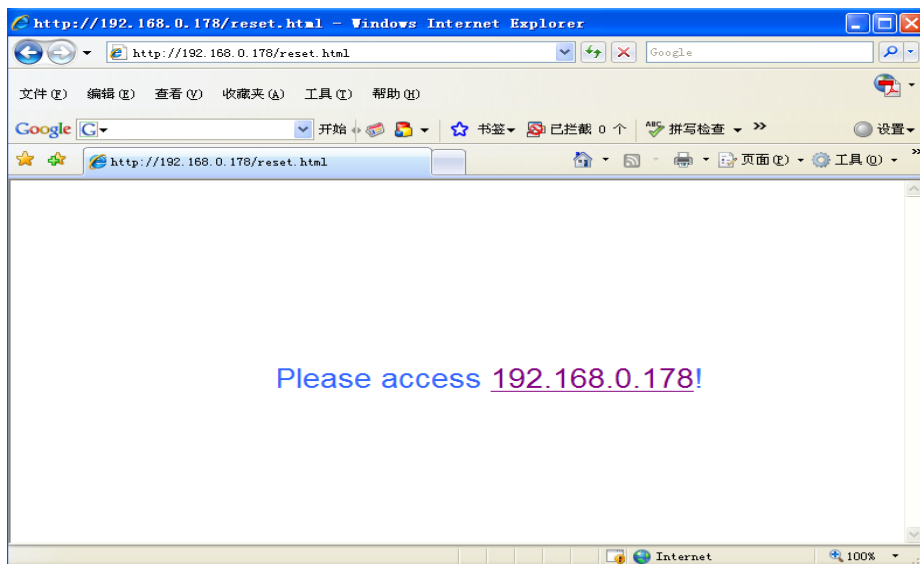 http://192.168.0.178/reset.html - Windows Internet Explorer
http://192.168.0.178/reset.html Google
文件(F) 编辑(E) 查看(V) 收藏夹(A) 工具(T) 帮助(H)
Google G 开始 书签 已拦截 0 个 ABC 拼写检查 » 设置
http://192.168.0.178/reset.html 页面(P) 工具(O) »
Please access 192.168.0.178!
Internet 100%